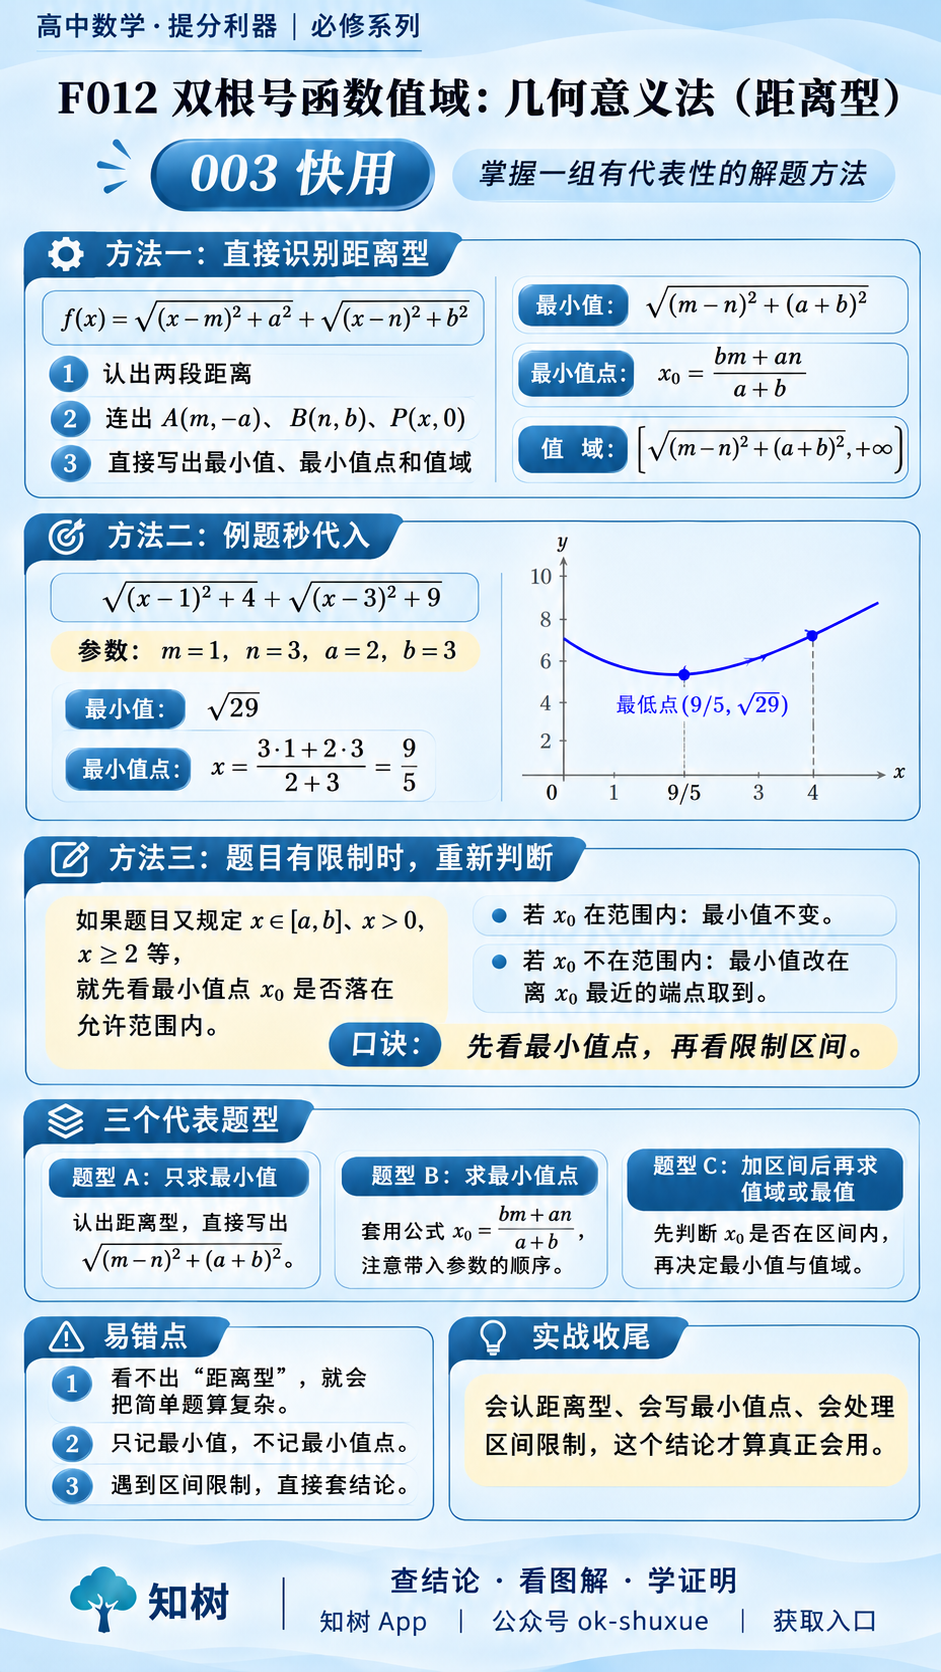 高中数学·提分利器 | 必修系列
F012 双根号函数值域：几何意义法（距离型）
003 快用
掌握一组有代表性的解题方法
方法一：直接识别距离型
f(x) = √((x−m)²+a²) + √((x−n)²+b²)
1 认出两段距离
2 连出 A(m,−a)、B(n,b)、P(x,0)
3 直接写出最小值、最小值点和值域
最小值： √((m−n)²+(a+b)²)
最小值点： x₀ = (bm+an)/(a+b)
值 域： [√((m−n)²+(a+b)²),+∞)
方法二：例题秒代入
√((x−1)²+4) + √((x−3)²+9)
参数： m=1, n=3, a=2, b=3
最小值： √29
最小值点： x = (3·1+2·3)/(2+3) = 9/5
y
10
8
6
4
2
最低点(9/5, √29)
0 1 9/5 3 4 x
方法三：题目有限制时，重新判断
如果题目又规定 x∈[a,b]、x>0,
x ≥ 2 等，
就先看最小值点 x₀ 是否落在
允许范围内。
若 x₀ 在范围内：最小值不变。
若 x₀ 不在范围内：最小值改在
离 x₀ 最近的端点取到。
口诀： 先看最小值点，再看限制区间。
三个代表题型
题型 A：只求最小值
认出距离型，直接写出
√((m−n)²+(a+b)²)。
题型 B：求最小值点
套用公式 x₀ = (bm+an)/(a+b)，
注意带入参数的顺序。
题型 C：加区间后再求
值域或最值
先判断 x₀ 是否在区间内，
再决定最小值与值域。
易错点
1 看不出“距离型”，就会
把简单题算复杂。
2 只记最小值，不记最小值点。
3 遇到区间限制，直接套结论。
实战收尾
会认距离型、会写最小值点、会处理
区间限制，这个结论才算真正会用。
知树
查结论 · 看图解 · 学证明
知树 App | 公众号 ok-shuxue | 获取入口